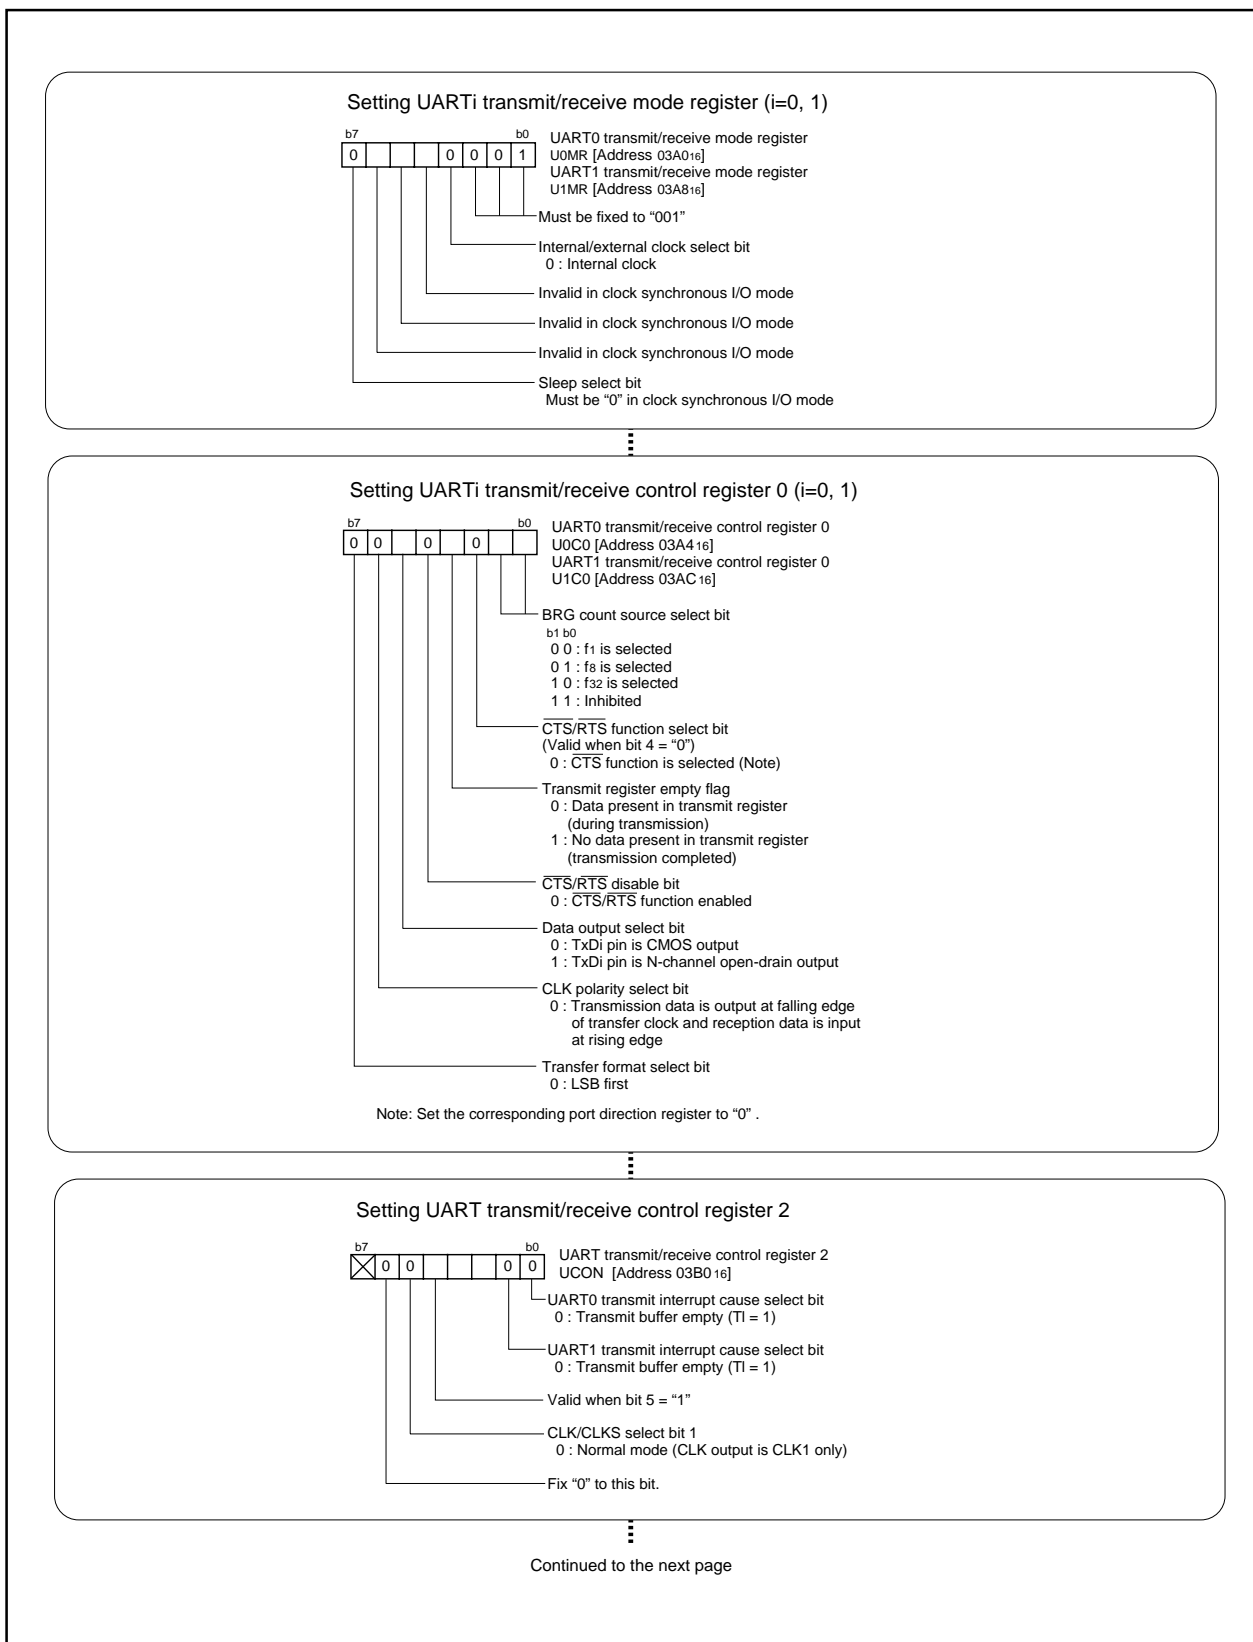 Setting UARTi transmit/receive mode register (i=0, 1)
b7 b0
0 0 0 0 1
UART0 transmit/receive mode register
U0MR [Address 03A016]
UART1 transmit/receive mode register
U1MR [Address 03A816]
Must be fixed to “001”
Internal/external clock select bit
0 : Internal clock
Invalid in clock synchronous I/O mode
Invalid in clock synchronous I/O mode
Invalid in clock synchronous I/O mode
Sleep select bit
Must be “0” in clock synchronous I/O mode
Setting UARTi transmit/receive control register 0 (i=0, 1)
b7 b0
0 0 0 0
UART0 transmit/receive control register 0
U0C0 [Address 03A416]
UART1 transmit/receive control register 0
U1C0 [Address 03AC16]
BRG count source select bit
b1 b0
0 0 : f1 is selected
0 1 : f8 is selected
1 0 : f32 is selected
1 1 : Inhibited
CTS/RTS function select bit
(Valid when bit 4 = “0”)
0 : CTS function is selected (Note)
Transmit register empty flag
0 : Data present in transmit register
(during transmission)
1 : No data present in transmit register
(transmission completed)
CTS/RTS disable bit
0 : CTS/RTS function enabled
Data output select bit
0 : TxDi pin is CMOS output
1 : TxDi pin is N-channel open-drain output
CLK polarity select bit
0 : Transmission data is output at falling edge
of transfer clock and reception data is input
at rising edge
Transfer format select bit
0 : LSB first
Note: Set the corresponding port direction register to “0” .
Setting UART transmit/receive control register 2
b7 b0
0 0 0 0
UART transmit/receive control register 2
UCON [Address 03B016]
UART0 transmit interrupt cause select bit
0 : Transmit buffer empty (Tl = 1)
UART1 transmit interrupt cause select bit
0 : Transmit buffer empty (Tl = 1)
Valid when bit 5 = “1”
CLK/CLKS select bit 1
0 : Normal mode (CLK output is CLK1 only)
Fix “0” to this bit.
Continued to the next page